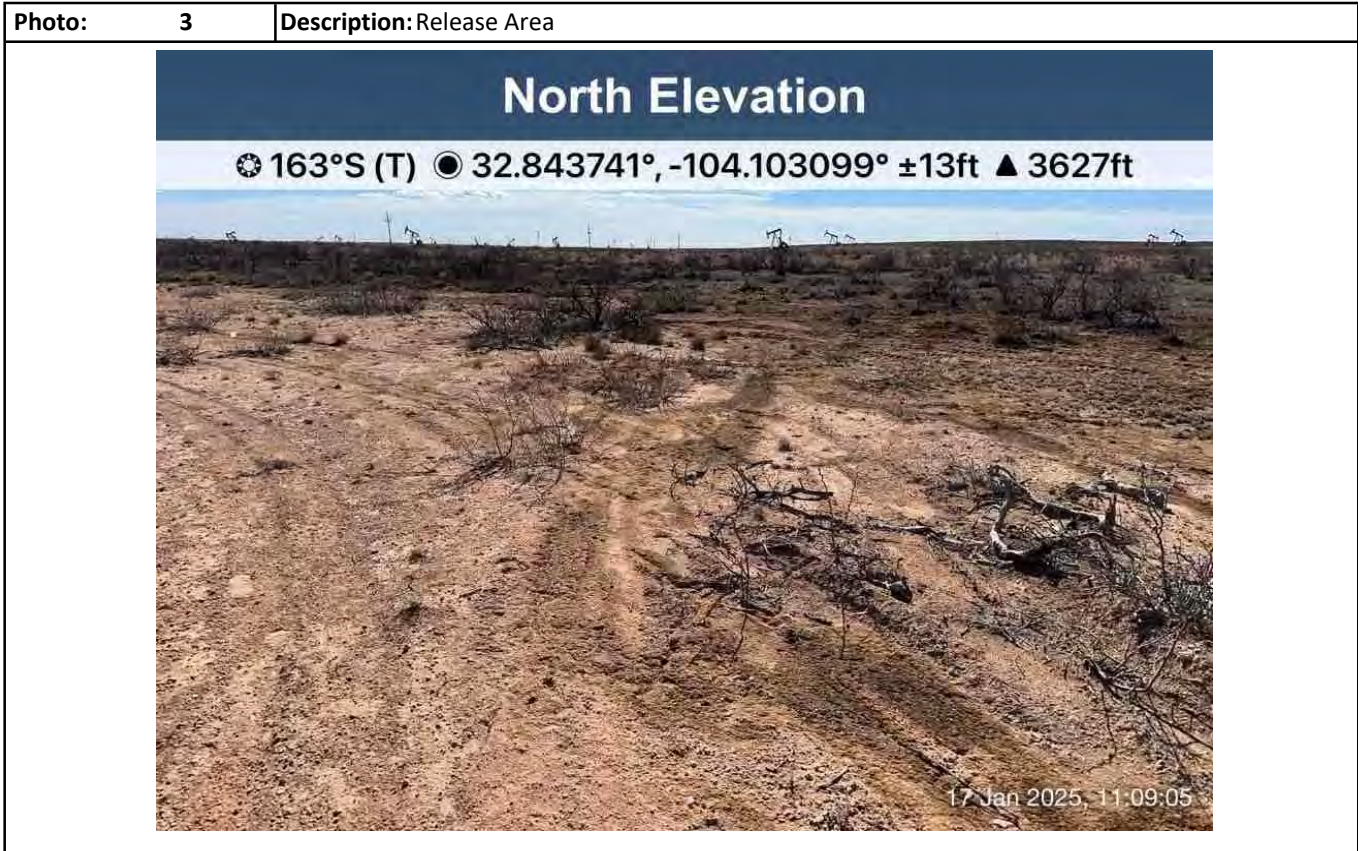 Photo: 3 Description: Release Area
North Elevation
163°S (T) 32.843741°, -104.103099° ±13ft ▲ 3627ft
17 Jan 2025, 11:09:05